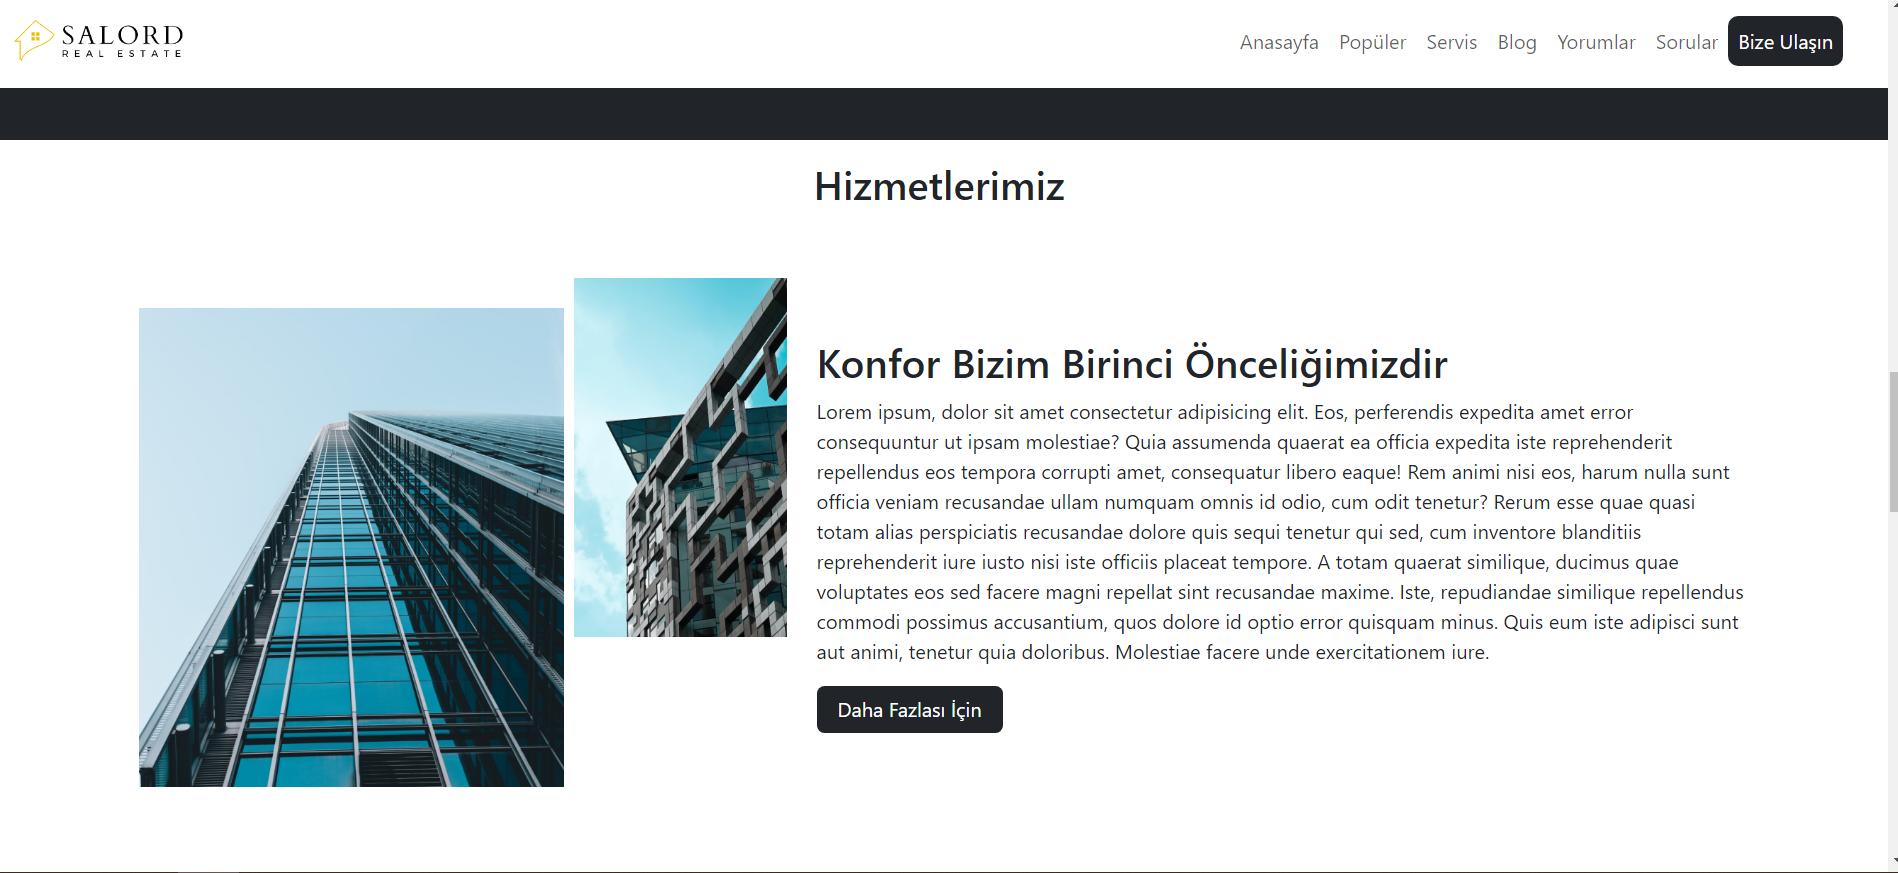 SALORD
REAL ESTATE
Anasayfa Popüler Servis Blog Yorumlar Sorular Bize Ulaşın
Hizmetlerimiz
Konfor Bizim Birinci Önceliğimizdir
Lorem ipsum, dolor sit amet consectetur adipisicing elit. Eos, perferendis expedita amet error
consequuntur ut ipsam molestiae? Quia assumenda quaerat ea officia expedita iste reprehenderit
repellendus eos tempora corrupti amet, consequatur libero eaque! Rem animi nisi eos, harum nulla sunt
officia veniam recusandae ullam numquam omnis id odio, cum odit tenetur? Rerum esse quae quasi
totam alias perspiciatis recusandae dolore quis sequi tenetur qui sed, cum inventore blanditiis
reprehenderit iure iusto nisi iste officiis placeat tempore. A totam quaerat similique, ducimus quae
voluptates eos sed facere magni repellat sint recusandae maxime. Iste, repudiandae similique repellendus
commodi possimus accusantium, quos dolore id optio error quisquam minus. Quis eum iste adipisci sunt
aut animi, tenetur quia doloribus. Molestiae facere unde exercitationem iure.
Daha Fazlası İçin